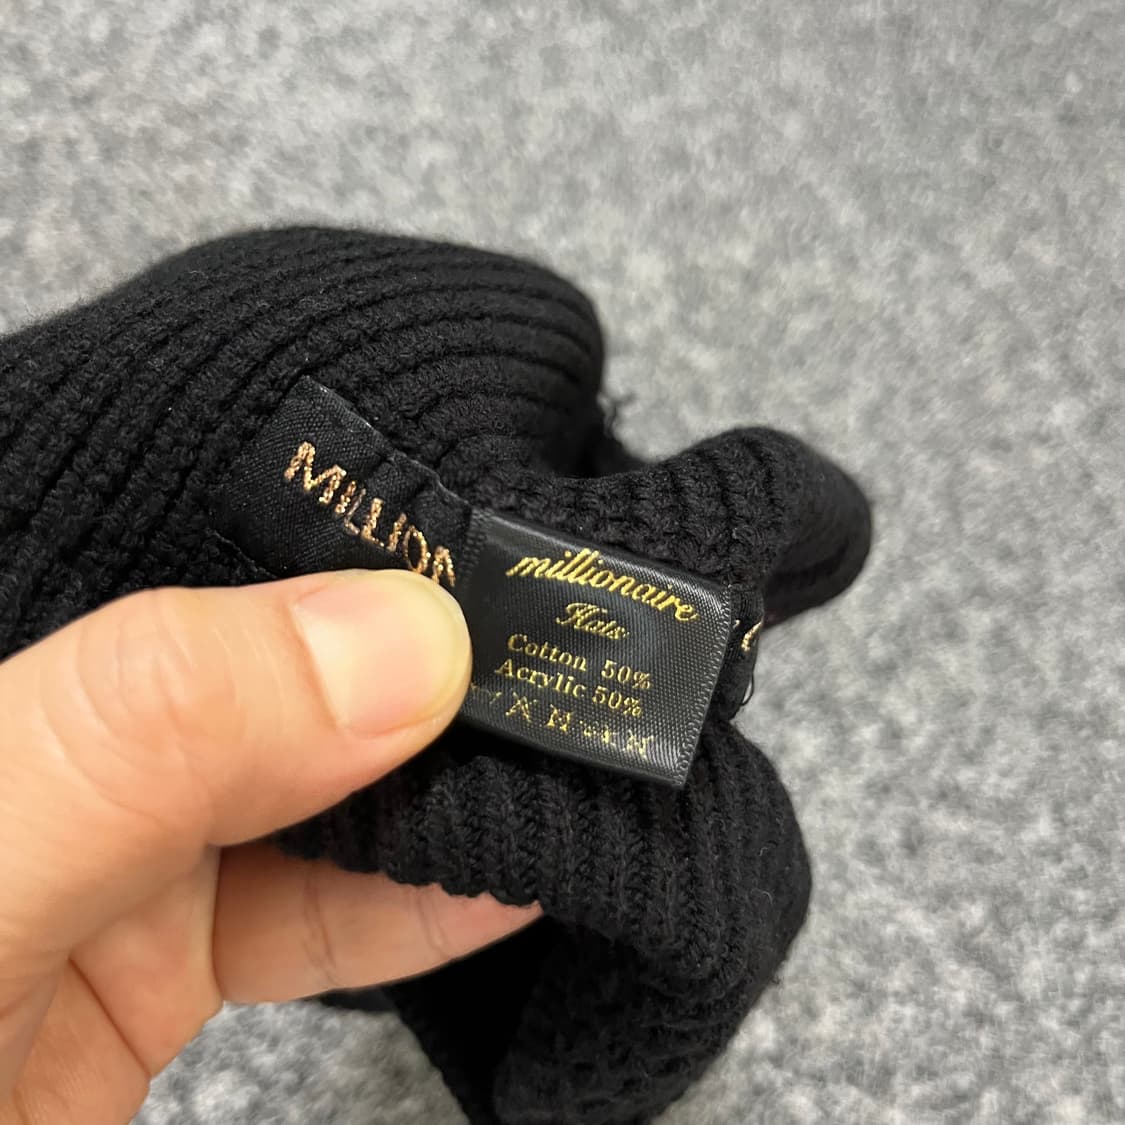 MILLION
millionaire
Hats
Cotton 50%
Acrylic 50%